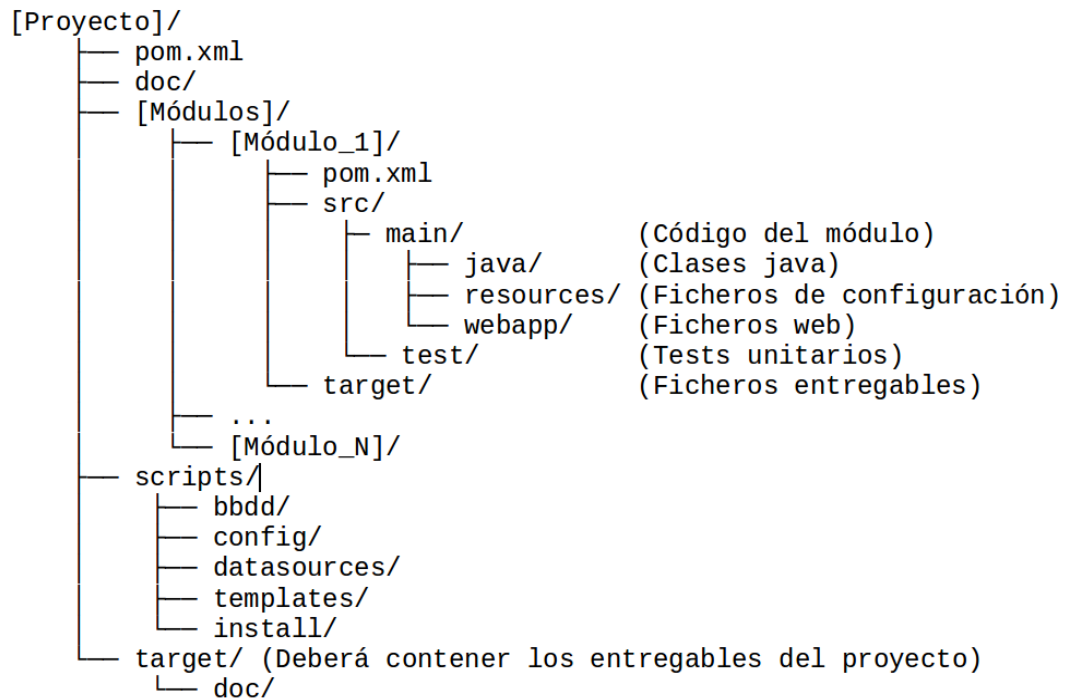 [Proyecto]/
├── pom.xml
├── doc/
├── [Módulos]/
│   ├── [Módulo_1]/
│   │   ├── pom.xml
│   │   ├── src/
│   │   │   ├─ main/ (Código del módulo)
│   │   │   │   ├── java/ (Clases java)
│   │   │   │   ├── resources/ (Ficheros de configuración)
│   │   │   │   └── webapp/ (Ficheros web)
│   │   │   └── test/ (Tests unitarios)
│   │   └── target/ (Ficheros entregables)
│   ├── ...
│   └── [Módulo_N]/
├── scripts/
│   ├── bbdd/
│   ├── config/
│   ├── datasources/
│   ├── templates/
│   └── install/
└── target/ (Deberá contener los entregables del proyecto)
    └── doc/